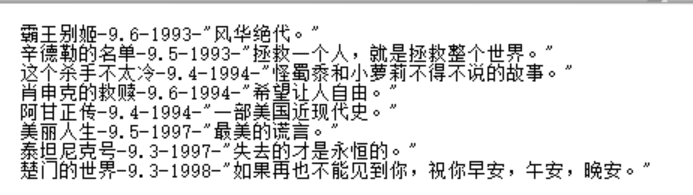 霸王别姬-9.6-1993-"风华绝代。"
辛德勒的名单-9.5-1993-"拯救一个人，就是拯救整个世界。"
这个杀手不太冷-9.4-1994-"怪蜀黍和小萝莉不得不说的故事。"
肖申克的救赎-9.6-1994-"希望让人自由。"
阿甘正传-9.4-1994-"一部美国近现代史。"
美丽人生-9.5-1997-"最美的谎言。"
泰坦尼克号-9.3-1997-"失去的才是永恒的。"
楚门的世界-9.3-1998-"如果再也不能见到你，祝你早安，午安，晚安。"